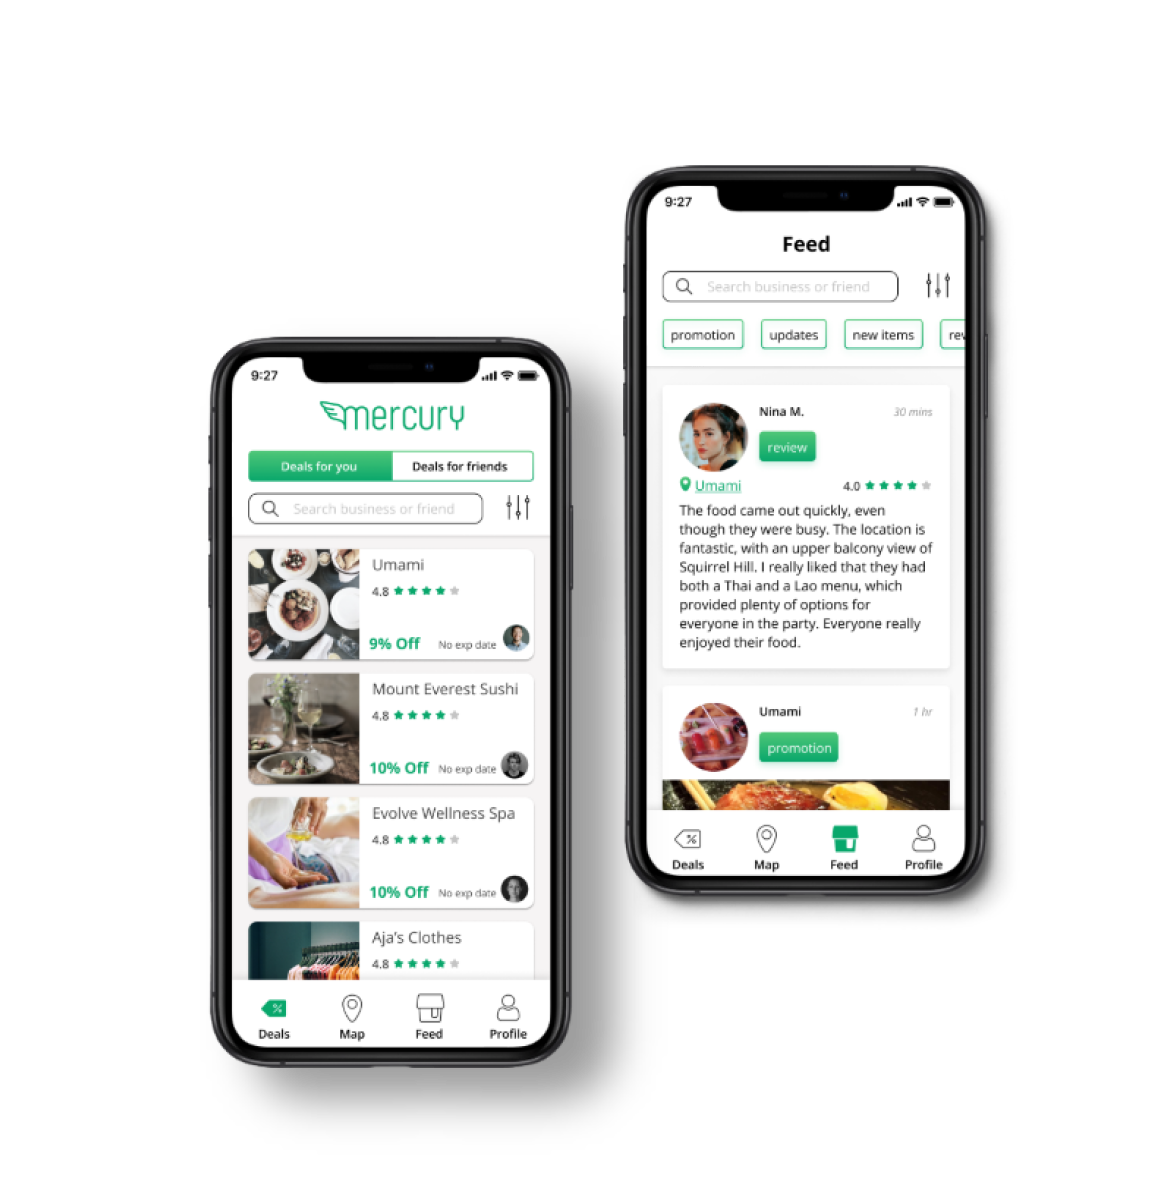 9:27
mercury
Deals for you
Deals for friends
Search business or friend
Umami
4.8
9% Off
No exp date
Mount Everest Sushi
4.8
10% Off
No exp date
Evolve Wellness Spa
4.8
10% Off
No exp date
Aja's Clothes
4.8
%
Deals
Map
Feed
Profile
9:27
Feed
Search business or friend
promotion
updates
new items
rev
Nina M.
30 mins
review
Umami
4.0
The food came out quickly, even
though they were busy. The location is
fantastic, with an upper balcony view of
Squirrel Hill. I really liked that they had
both a Thai and a Lao menu, which
provided plenty of options for
everyone in the party. Everyone really
enjoyed their food.
Umami
1 hr
promotion
%
Deals
Map
Feed
Profile